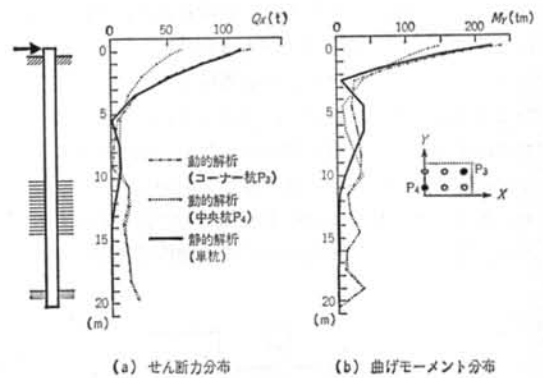 Qx(t)
0 50 100
0
5
10
15
20
(m)
動的解析
(コーナー杭P₃)
動的解析
(中央杭P₄)
静的解析
(単杭)
(a) せん断力分布
My(tm)
0 100 200
0
5
10
15
20
(m)
Y
P₃
P₄
X
(b) 曲げモーメント分布